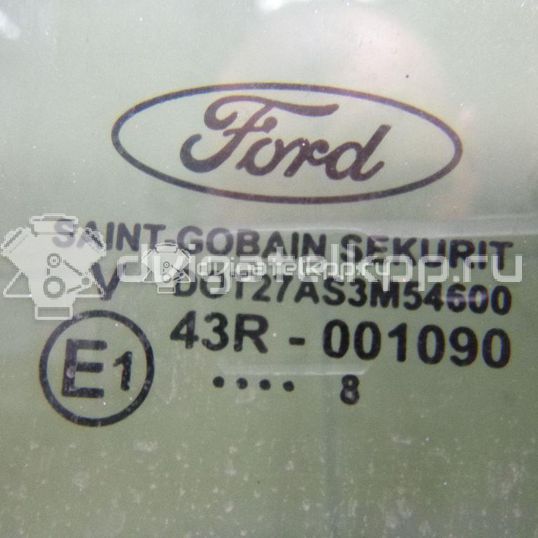 Ford
SAINT-GOBAIN SEKURIT
V DOT27AS3M54600
E1 43R - 001090
.... 8